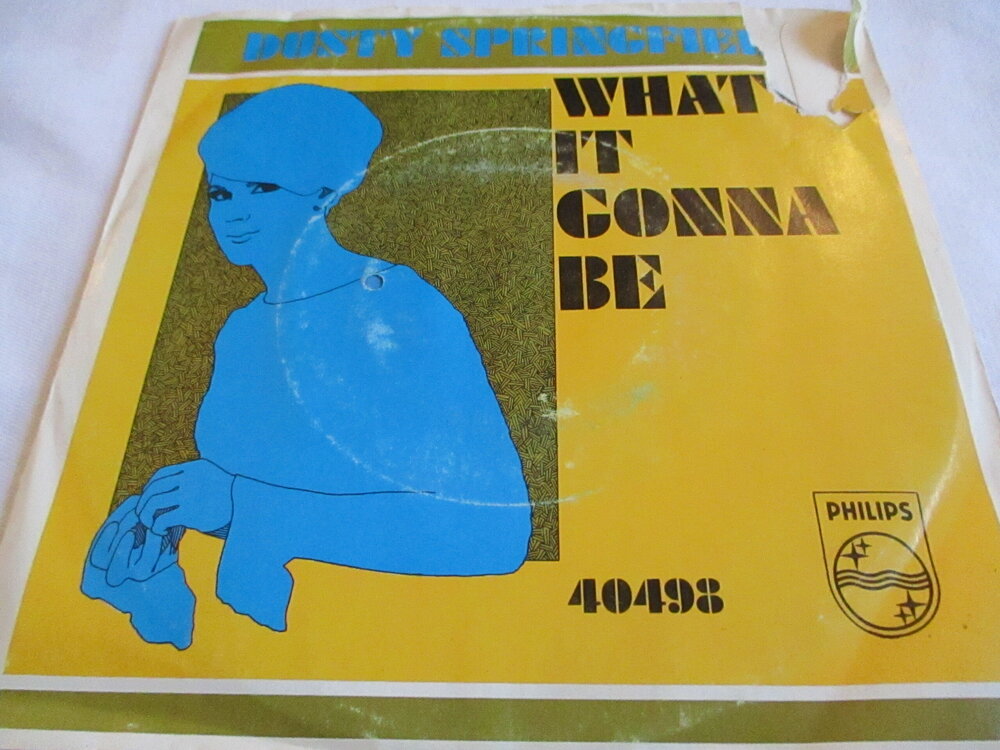 DUSTY SPRINGFIEL
WHAT
IT
GONNA
BE
PHILIPS
40498